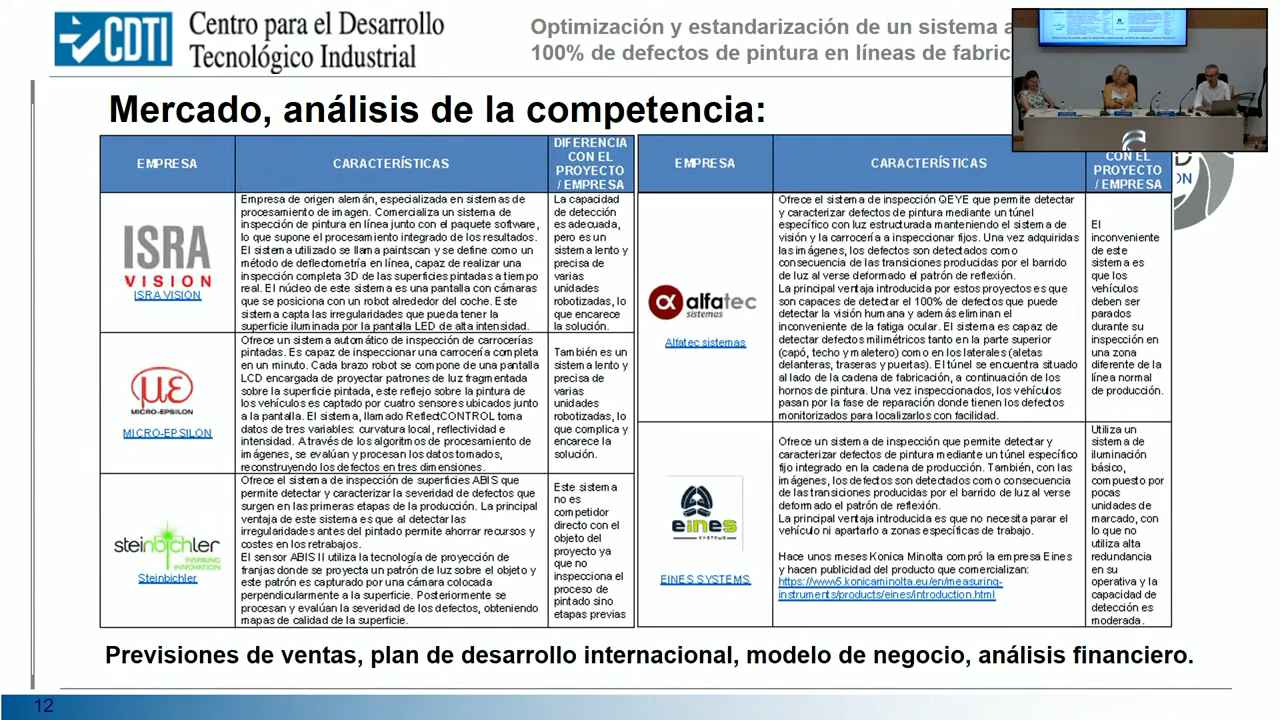 CDTI
Centro para el Desarrollo
Tecnológico Industrial
Optimización y estandarización de un sistema a
100% de defectos de pintura en líneas de fabric
Mercado, análisis de la competencia:
EMPRESA
CARACTERÍSTICAS
DIFERENCIA
CON EL
PROYECTO
/ EMPRESA
ISRA
VISION
ISRA VISION
Empresa de origen alemán, especializada en sistemas de
procesamiento de imagen. Comercializa un sistema de
inspección de pintura en línea junto con el paquete software,
lo que supone el procesamiento integrado de los resultados.
El sistema utilizado se llama paintscan y se define como un
método de deflectometría en línea, capaz de realizar una
inspección completa 3D de las superficies pintadas a tiempo
real. El núcleo de este sistema es una pantalla con cámaras
que se posiciona con un robot alrededor del coche. Este
sistema capta las irregularidades que pueda tener la
superficie iluminada por la pantalla LED de alta intensidad.
La capacidad
de detección
es adecuada,
pero es un
sistema lento y
precisa de
varias
unidades
robotizadas, lo
que encarece
la solución.
MICRO-EPSILON
MICRO-EPSILON
Ofrece un sistema automático de inspección de carrocerías
pintadas. Es capaz de inspeccionar una carrocería completa
en un minuto. Cada brazo robot se compone de una pantalla
LCD encargada de proyectar patrones de luz fragmentada
sobre la superficie pintada, este reflejo sobre la pintura de
los vehículos es captado por cuatro sensores ubicados junto
a la pantalla. El sistema, llamado ReflectCONTROL toma
datos de tres variables: curvatura local, reflectividad e
intensidad. A través de los algoritmos de procesamiento de
imágenes, se evalúan y procesan los datos tomados,
reconstruyendo los defectos en tres dimensiones.
También es un
sistema lento y
precisa de
varias
unidades
robotizadas, lo
que complica y
encarece la
solución.
steinbichler
INSPIRING
INNOVATION
Steinbichler
Ofrece el sistema de inspección de superficies ABIS que
permite detectar y caracterizar la severidad de defectos que
surgen en las primeras etapas de la producción. La principal
ventaja de este sistema es que al detectar las
irregularidades antes del pintado permite ahorrar recursos y
costes en los retrabajos.
El sensor ABIS II utiliza la tecnología de proyección de
franjas donde se proyecta un patrón de luz sobre el objeto y
este patrón es capturado por una cámara colocada
perpendicularmente a la superficie. Posteriormente se
procesan y evalúan la severidad de los defectos, obteniendo
mapas de calidad de la superficie.
Este sistema
no es
competidor
directo con el
objeto del
proyecto ya
que no
inspecciona el
proceso de
pintado sino
etapas previas
EMPRESA
CARACTERÍSTICAS
CON EL
PROYECTO
/ EMPRESA
alfatec
sistemas
Alfatec sistemas
Ofrece el sistema de inspección QEYE que permite detectar
y caracterizar defectos de pintura mediante un túnel
específico con luz estructurada manteniendo el sistema de
visión y la carrocería a inspeccionar fijos. Una vez adquiridas
las imágenes, los defectos son detectados como
consecuencia de las transiciones producidas por el barrido
de luz al verse deformado el patrón de reflexión.
La principal ventaja introducida por estos proyectos es que
son capaces de detectar el 100% de defectos que puede
detectar la visión humana y además eliminan el
inconveniente de la fatiga ocular. El sistema es capaz de
detectar defectos milimétricos tanto en la parte superior
(capó, techo y maletero) como en los laterales (aletas
delanteras, traseras y puertas). El túnel se encuentra situado
al lado de la cadena de fabricación, a continuación de los
hornos de pintura. Una vez inspeccionados, los vehículos
pasan por la fase de reparación donde tienen los defectos
monitorizados para localizarlos con facilidad.
El
inconveniente
de este
sistema es
que los
vehículos
deben ser
parados
durante su
inspección en
una zona
diferente de la
línea normal
de producción.
eines
SYSTEMS
EINES SYSTEMS
Ofrece un sistema de inspección que permite detectar y
caracterizar defectos de pintura mediante un túnel específico
fijo integrado en la cadena de producción. También, con las
imágenes, los defectos son detectados como consecuencia
de las transiciones producidas por el barrido de luz al verse
deformado el patrón de reflexión.
La principal ventaja introducida es que no necesita parar el
vehículo ni apartarlo a zonas específicas de trabajo.
Hace unos meses Konica Minolta compró la empresa Eines
y hacen publicidad del producto que comercializan:
https://www5.konicaminolta.eu/en/measuring-
instruments/products/eines/introduction.html
Utiliza un
sistema de
iluminación
básico,
compuesto por
pocas
unidades de
marcado, con
lo que no
utiliza alta
redundancia
en su
operativa y la
capacidad de
detección es
moderada.
Previsiones de ventas, plan de desarrollo internacional, modelo de negocio, análisis financiero.
12